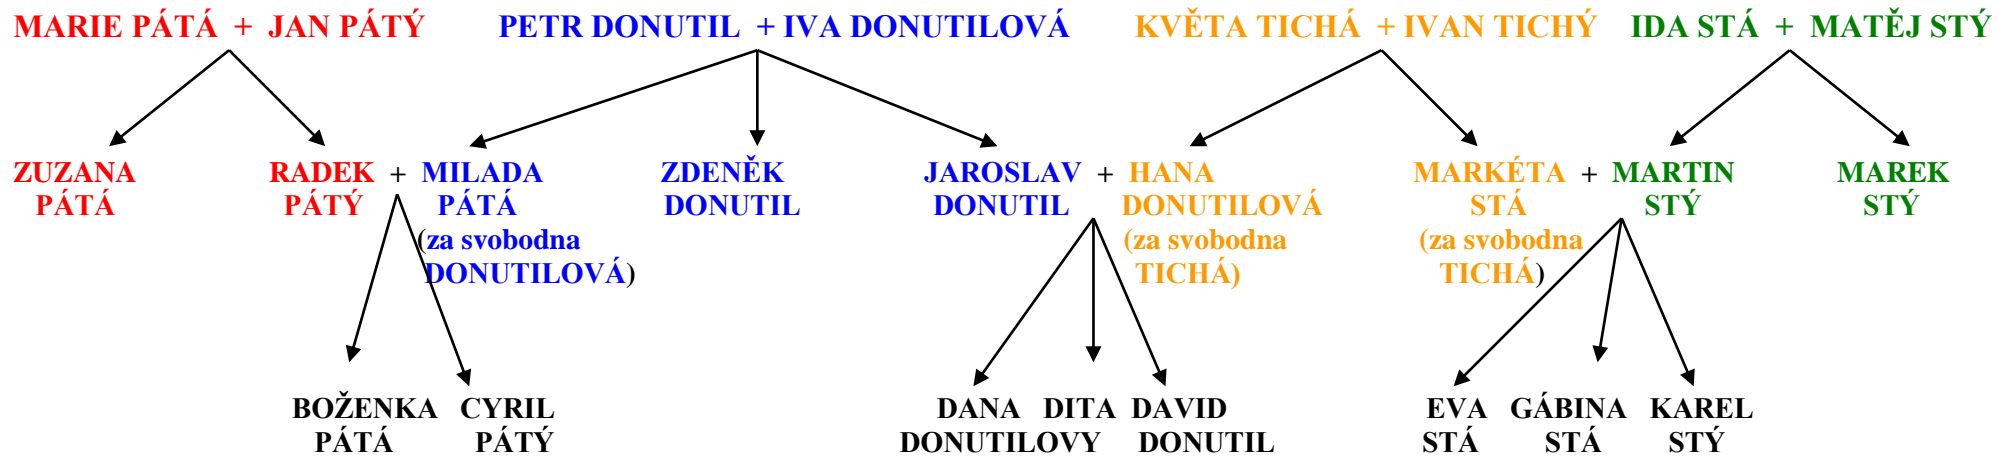 MARIE PÁTÁ + JAN PÁTÝ PETR DONUTIL + IVA DONUTILOVÁ KVĚTA TICHÁ + IVAN TICHÝ IDA STÁ + MATĚJ STÝ
ZUZANA RADEK + MILADA ZDENĚK JAROSLAV + HANA MARKÉTA + MARTIN MAREK
PÁTÁ PÁTÝ PÁTÁ DONUTIL DONUTIL DONUTILOVÁ STÁ STÝ STÝ
(za svobodna (za svobodna (za svobodna
DONUTILOVÁ) TICHÁ) TICHÁ)
BOŽENKA CYRIL DANA DITA DAVID EVA GÁBINA KAREL
PÁTÁ PÁTÝ DONUTILOVY DONUTIL STÁ STÁ STÝ